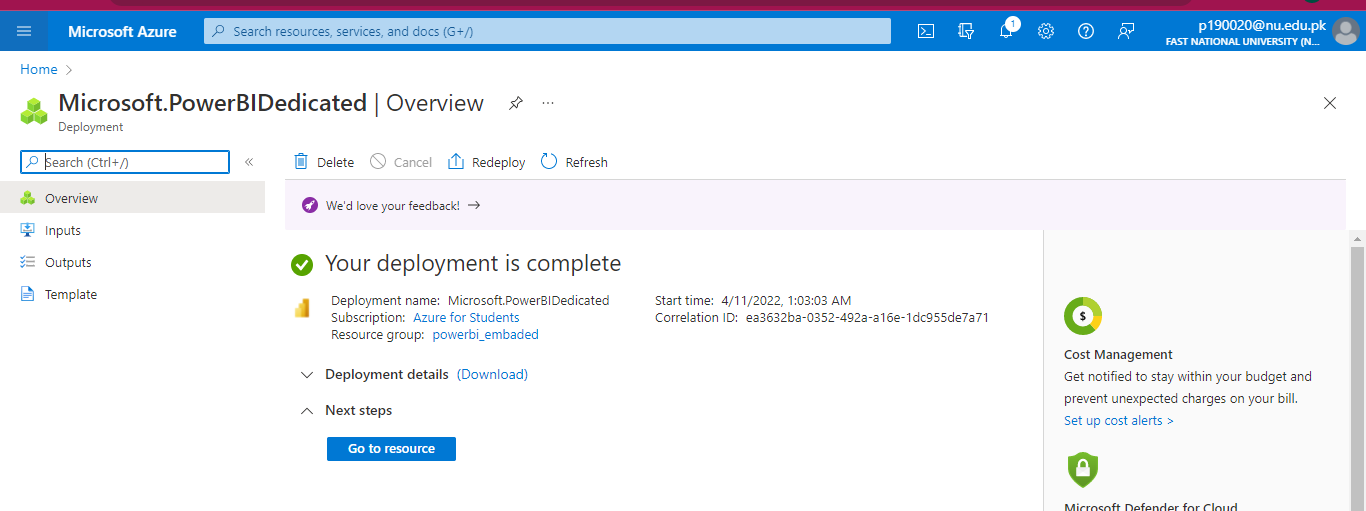 Microsoft Azure
Search resources, services, and docs (G+/)
1
p190020@nu.edu.pk
FAST NATIONAL UNIVERSITY (N...
Home >
Microsoft.PowerBIDedicated | Overview
...
Deployment
Search (Ctrl+/)
«
Overview
Inputs
Outputs
Template
Delete
Cancel
Redeploy
Refresh
We'd love your feedback! →
Your deployment is complete
Deployment name: Microsoft.PowerBIDedicated
Subscription: Azure for Students
Resource group: powerbi_embaded
Start time: 4/11/2022, 1:03:03 AM
Correlation ID: ea3632ba-0352-492a-a16e-1dc955de7a71
Deployment details (Download)
Next steps
Go to resource
$
Cost Management
Get notified to stay within your budget and
prevent unexpected charges on your bill.
Set up cost alerts >
Microsoft Defender for Cloud